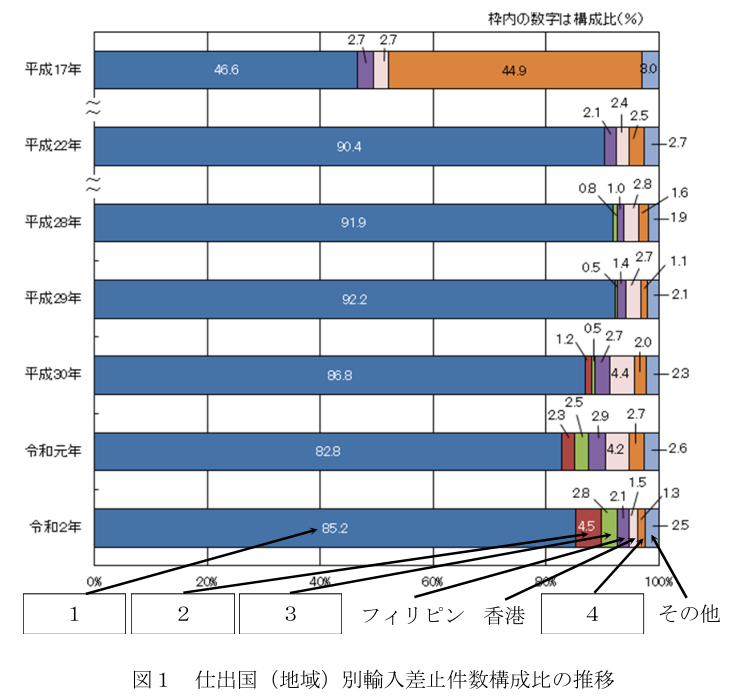 枠内の数字は構成比(%)
2.7 2.7
平成17年 46.6 44.9 8.0
2.1 2.4 2.5
平成22年 90.4 2.7
0.8 1.0 2.8 1.6
平成28年 91.9 1.9
0.5 1.4 2.7 1.1
平成29年 92.2 2.1
1.2 0.5 2.7 2.0
平成30年 86.8 4.4 2.3
2.3 2.5 2.9 2.7
令和元年 82.8 4.2 2.6
2.8 2.1 1.5 1.3
令和2年 85.2 4.5 2.5
0% 20% 40% 60% 80% 100%
1 2 3 フィリピン 香港 4 その他
図1 仕出国(地域)別輸入差止件数構成比の推移